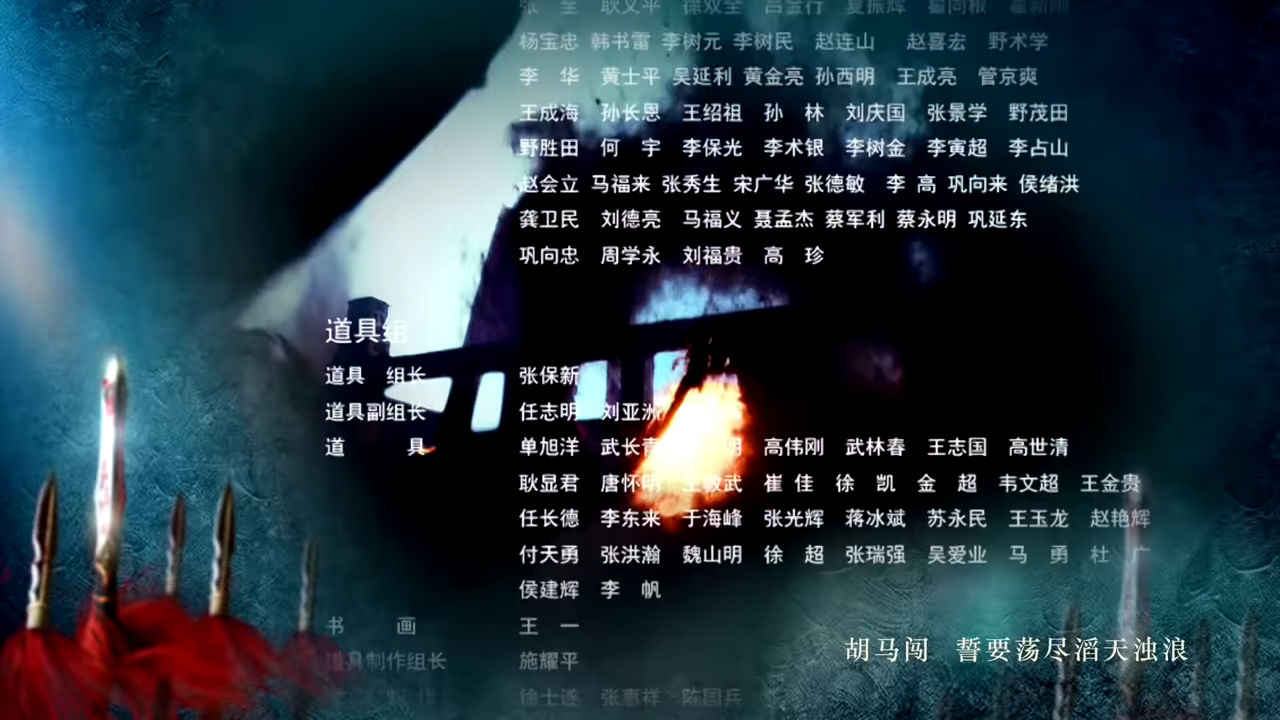 杨宝忠 韩书雷 李树元 李树民 赵连山 赵喜宏 野术学
李 华 黄士平 吴延利 黄金亮 孙西明 王成亮 管京爽
王成海 孙长恩 王绍祖 孙 林 刘庆国 张景学 野茂田
野胜田 何 宇 李保光 李术银 李树金 李寅超 李占山
赵会立 马福来 张秀生 宋广华 张德敏 李 高 巩向来 侯绪洪
龚卫民 刘德亮 马福义 聂孟杰 蔡军利 蔡永明 巩延东
巩向忠 周学永 刘福贵 高 珍
道具组
道具 组长 张保新
道具副组长 任志明 刘亚洲
道 具 单旭洋 武长青 明 高伟刚 武林春 王志国 高世清
耿显君 唐怀明 王敦武 崔 佳 徐 凯 金 超 韦文超 王金贵
任长德 李东来 于海峰 张光辉 蒋冰斌 苏永民 王玉龙 赵艳辉
付天勇 张洪瀚 魏山明 徐 超 张瑞强 吴爱业 马 勇 杜 广
侯建辉 李 帆
书 画 王 一
道具制作组长 施耀平
胡马闯 誓要荡尽滔天浊浪